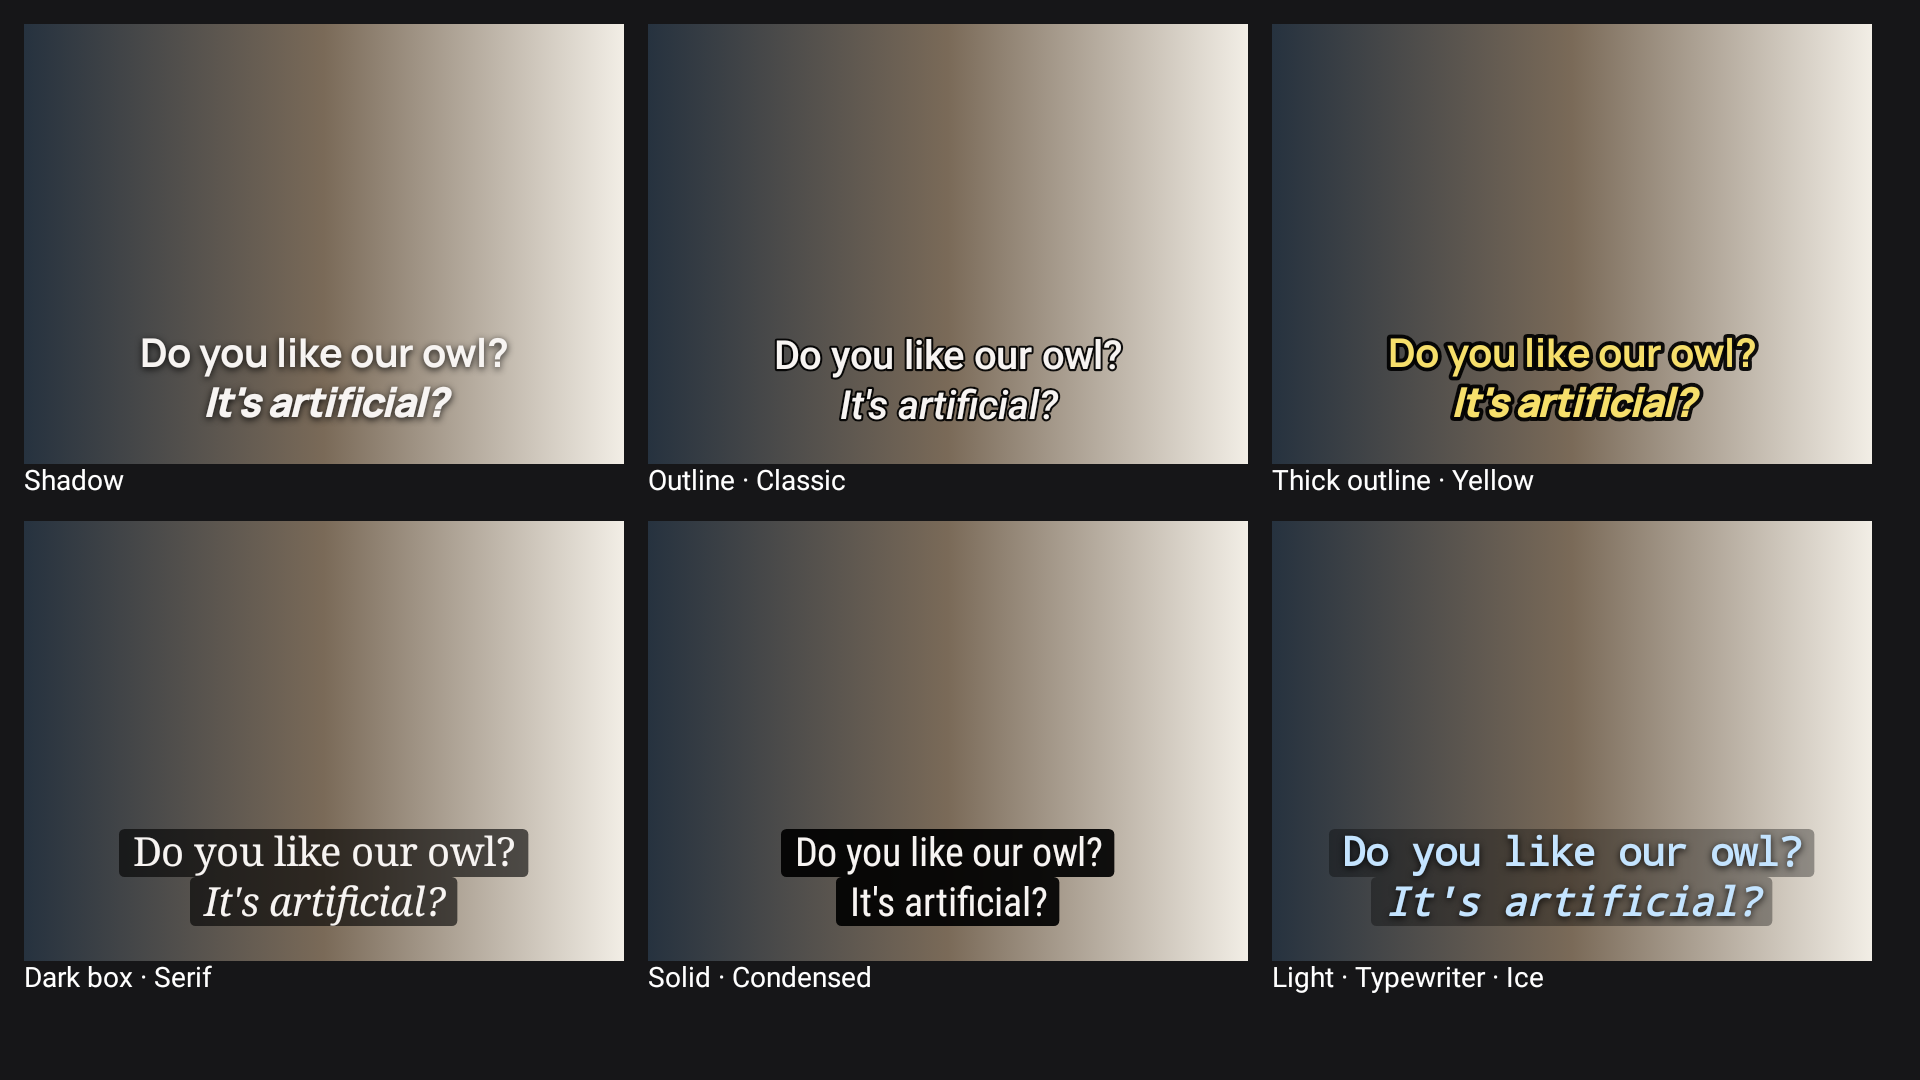 Do you like our owl?
It's artificial?
Shadow
Do you like our owl?
It's artificial?
Outline · Classic
Do you like our owl?
It's artificial?
Thick outline · Yellow
Do you like our owl?
It's artificial?
Dark box · Serif
Do you like our owl?
It's artificial?
Solid · Condensed
Do you like our owl?
It's artificial?
Light · Typewriter · Ice